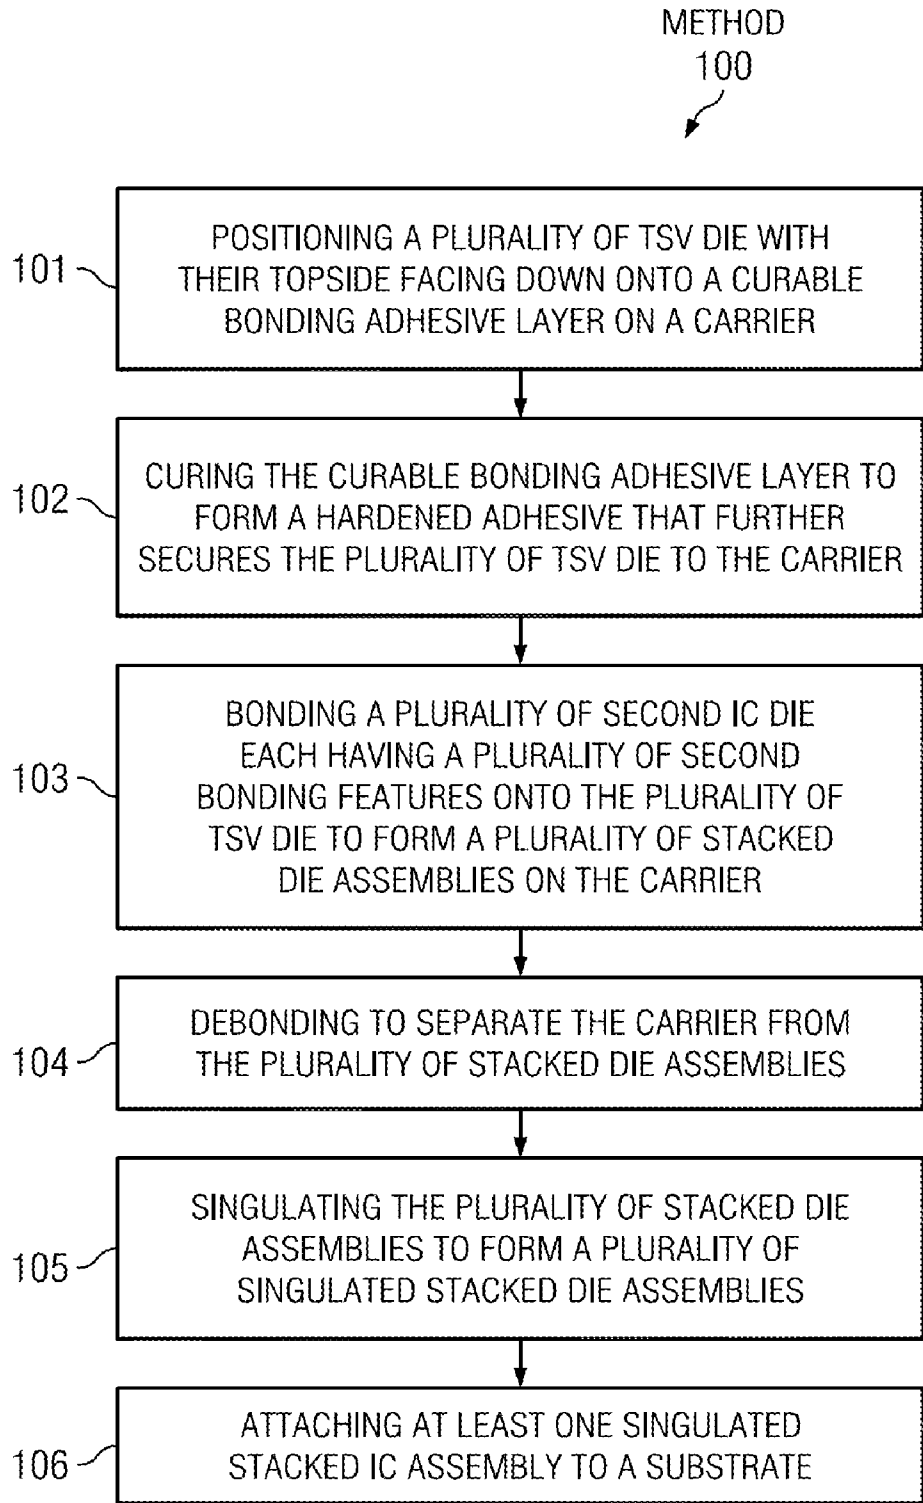 METHOD
100
101
POSITIONING A PLURALITY OF TSV DIE WITH
THEIR TOPSIDE FACING DOWN ONTO A CURABLE
BONDING ADHESIVE LAYER ON A CARRIER
102
CURING THE CURABLE BONDING ADHESIVE LAYER TO
FORM A HARDENED ADHESIVE THAT FURTHER
SECURES THE PLURALITY OF TSV DIE TO THE CARRIER
103
BONDING A PLURALITY OF SECOND IC DIE
EACH HAVING A PLURALITY OF SECOND
BONDING FEATURES ONTO THE PLURALITY OF
TSV DIE TO FORM A PLURALITY OF STACKED
DIE ASSEMBLIES ON THE CARRIER
104
DEBONDING TO SEPARATE THE CARRIER FROM
THE PLURALITY OF STACKED DIE ASSEMBLIES
105
SINGULATING THE PLURALITY OF STACKED DIE
ASSEMBLIES TO FORM A PLURALITY OF
SINGULATED STACKED DIE ASSEMBLIES
106
ATTACHING AT LEAST ONE SINGULATED
STACKED IC ASSEMBLY TO A SUBSTRATE